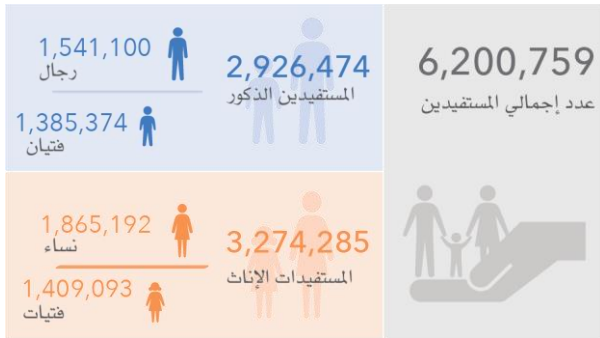 6,200,759
عدد إجمالي المستفيدين
2,926,474
المستفيدين الذكور
1,541,100
رجال
1,385,374
فتيان
3,274,285
المستفيدات الإناث
1,865,192
نساء
1,409,093
فتيات